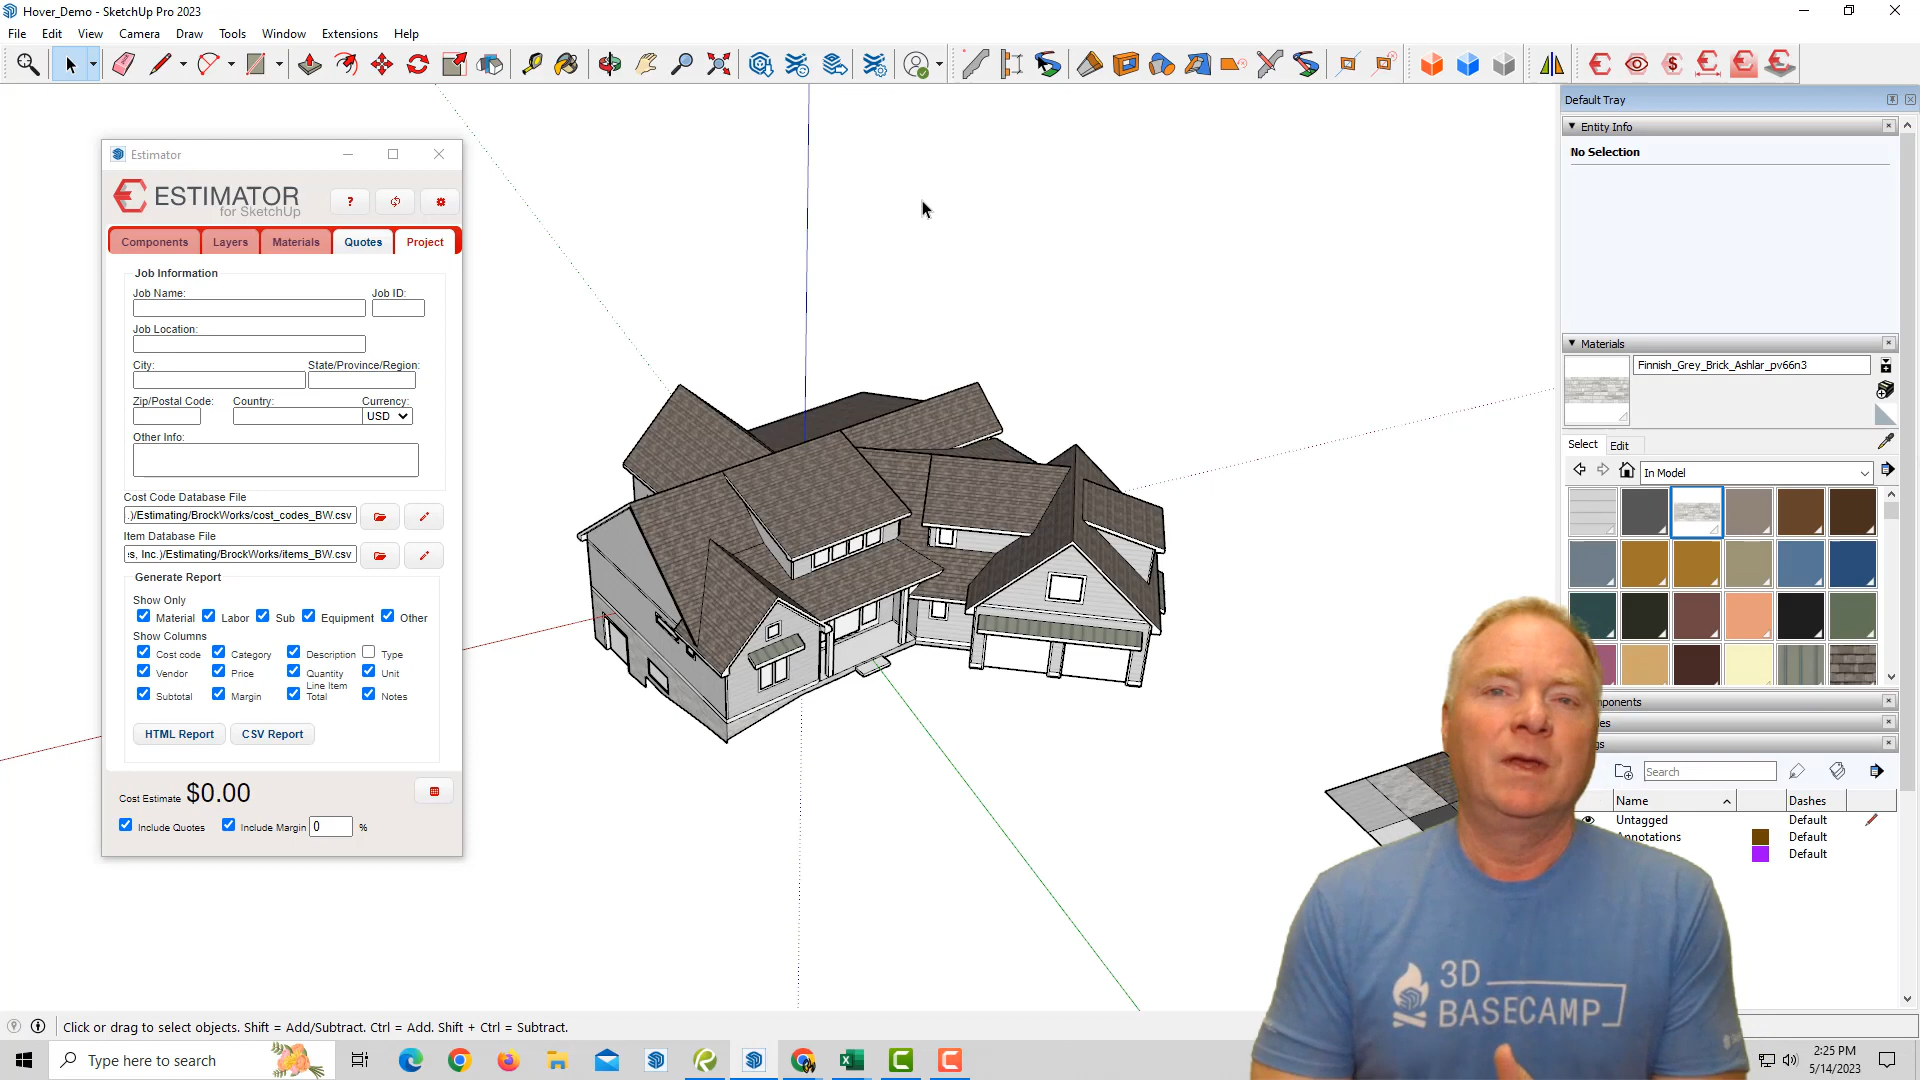 Hover_Demo - SketchUp Pro 2023
File Edit View Camera Draw Tools Window Extensions Help
Estimator
ESTIMATOR
for SketchUp
?
Components Layers Materials Quotes Project
Job Information
Job Name: Job ID:
Job Location:
City: State/Province/Region:
Zip/Postal Code: Country: Currency:
USD
Other Info:
Cost Code Database File
.)/Estimating/BrockWorks/cost_codes_BW.csv
Item Database File
:s, Inc.)/Estimating/BrockWorks/items_BW.csv
Generate Report
Show Only
Material Labor Sub Equipment Other
Show Columns
Cost code Category Description Type
Vendor Price Quantity Unit
Subtotal Margin Line Item Total Notes
HTML Report CSV Report
Cost Estimate $0.00
Include Quotes Include Margin 0 %
Default Tray
Entity Info
No Selection
Materials
Finnish_Grey_Brick_Ashlar_pv66n3
Select Edit
In Model
mponents
Search
Name Dashes
Untagged Default
Annotations Default
Default
3D
BASECAMP
Click or drag to select objects. Shift = Add/Subtract. Ctrl = Add. Shift + Ctrl = Subtract.
Type here to search
2:25 PM
5/14/2023